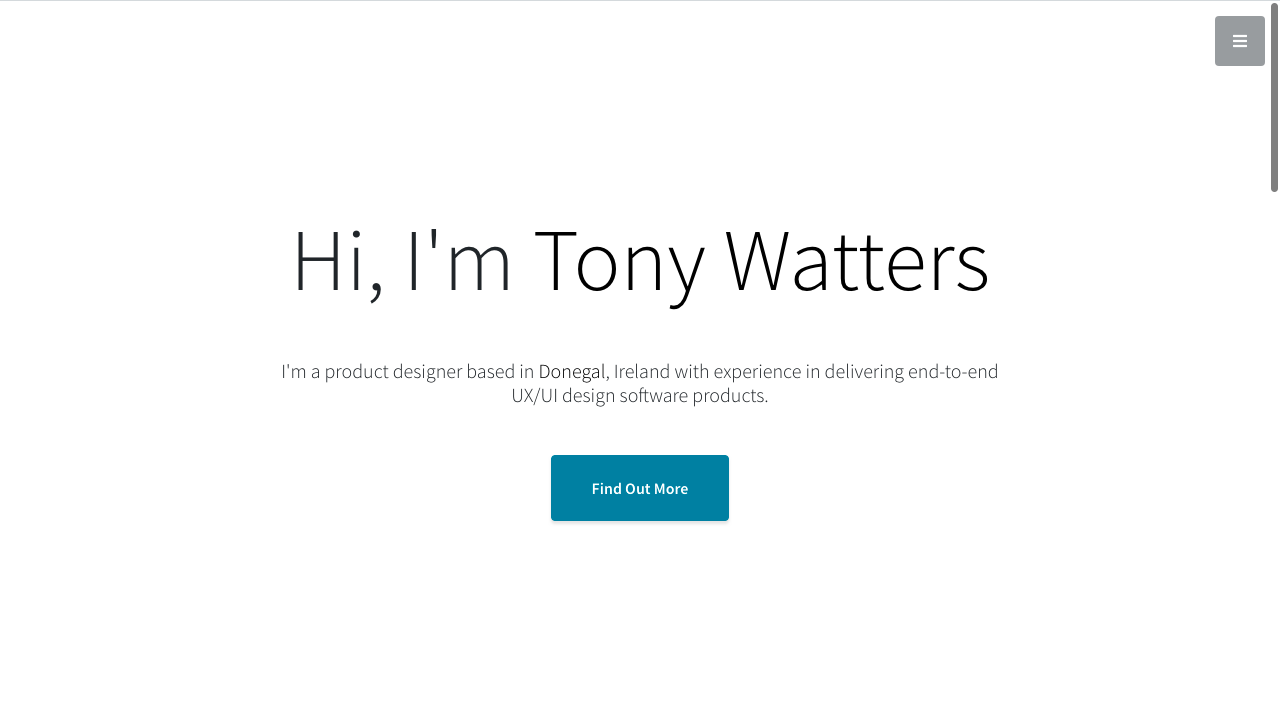 Hi, I'm Tony Watters
I'm a product designer based in Donegal, Ireland with experience in delivering end-to-end
UX/UI design software products.
Find Out More